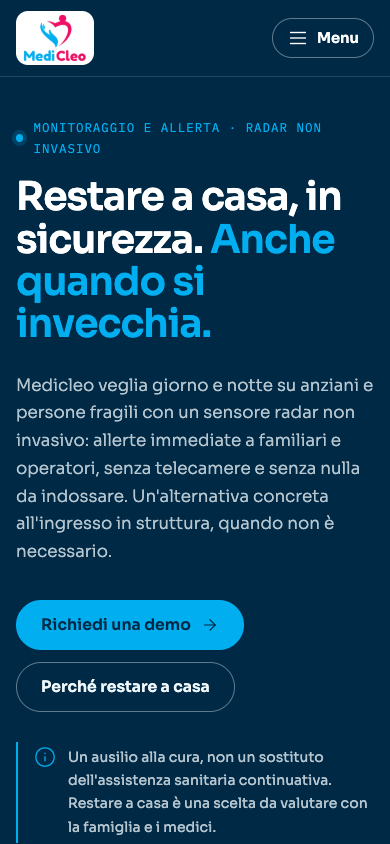 MediCleo
Menu
MONITORAGGIO E ALLERTA · RADAR NON
INVASIVO
Restare a casa, in
sicurezza. Anche
quando si
invecchia.
Medicleo veglia giorno e notte su anziani e
persone fragili con un sensore radar non
invasivo: allerte immediate a familiari e
operatori, senza telecamere e senza nulla
da indossare. Un'alternativa concreta
all'ingresso in struttura, quando non è
necessario.
Richiedi una demo →
Perché restare a casa
Un ausilio alla cura, non un sostituto
dell'assistenza sanitaria continuativa.
Restare a casa è una scelta da valutare con
la famiglia e i medici.